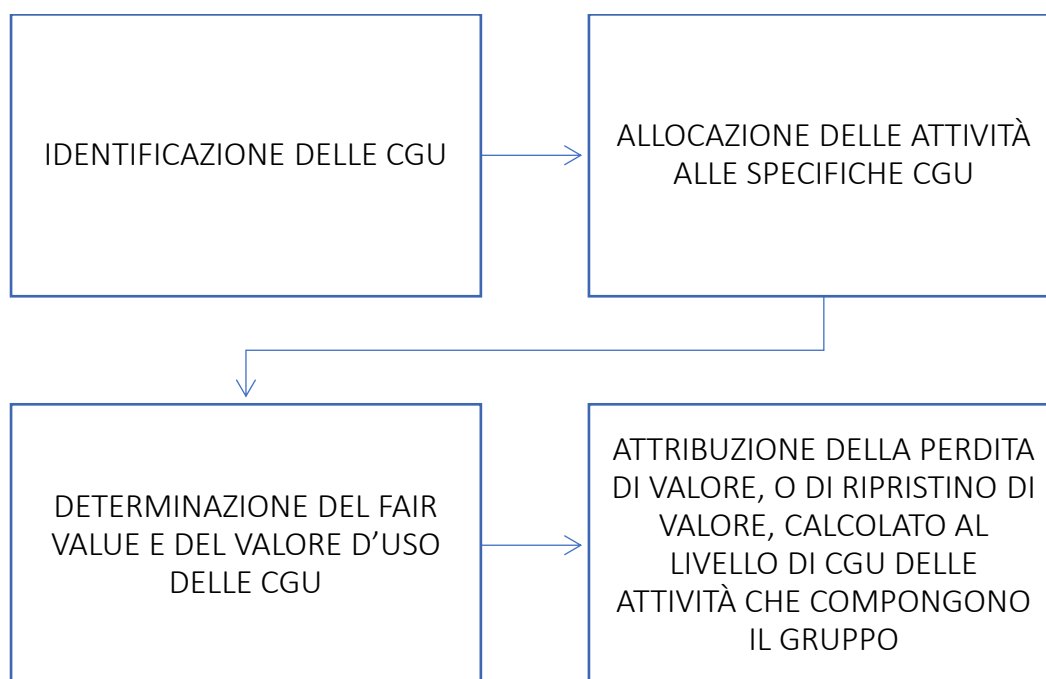 IDENTIFICAZIONE DELLE CGU
ALLOCAZIONE DELLE ATTIVITÀ
ALLE SPECIFICHE CGU
DETERMINAZIONE DEL FAIR
VALUE E DEL VALORE D’USO
DELLE CGU
ATTRIBUZIONE DELLA PERDITA
DI VALORE, O DI RIPRISTINO DI
VALORE, CALCOLATO AL
LIVELLO DI CGU DELLE
ATTIVITÀ CHE COMPONGONO
IL GRUPPO